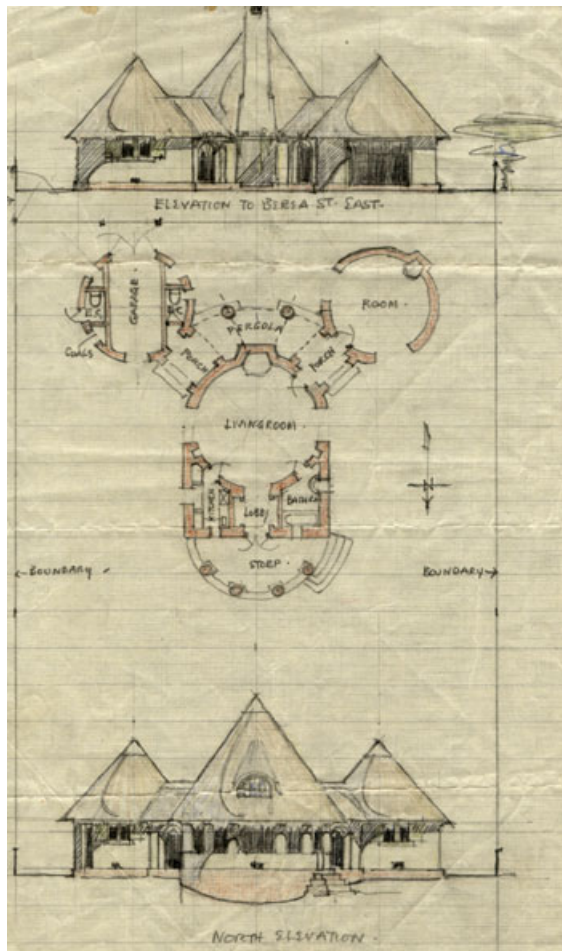 ELEVATION TO BEREA ST. EAST.
GARAGE.
E.C.
COALS
PERGOLA
ROOM.
PORCH
PORCH
LIVINGROOM.
KITCHEN
LOBBY
BATHRM
STOEP.
BOUNDARY
BOUNDARY
NORTH ELEVATION.